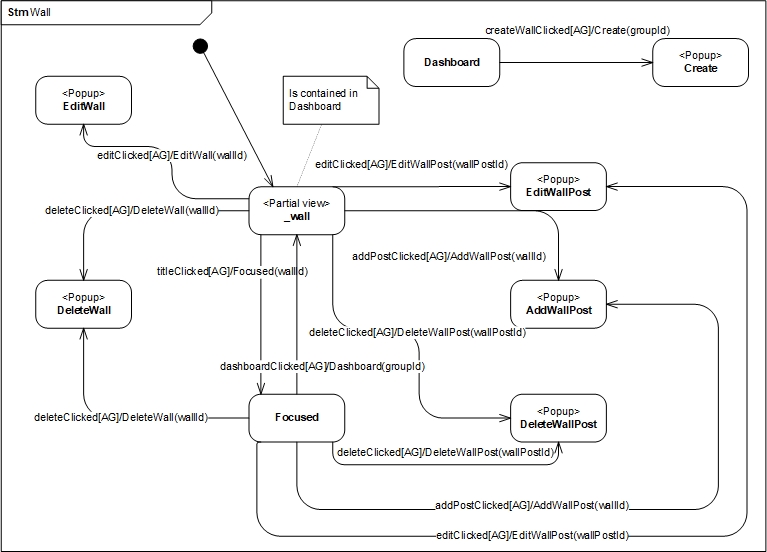 Stm Wall
createWallClicked[AG]/Create(groupId)
Dashboard
<Popup>
Create
<Popup>
EditWall
Is contained in
Dashboard
editClicked[AG]/EditWall(wallId)
editClicked[AG]/EditWallPost(wallPostId)
<Popup>
EditWallPost
<Partial view>
_wall
deleteClicked[AG]/DeleteWall(wallId)
addPostClicked[AG]/AddWallPost(wallId)
titleClicked[AG]/Focused(wallId)
<Popup>
DeleteWall
<Popup>
AddWallPost
deleteClicked[AG]/DeleteWallPost(wallPostId)
dashboardClicked[AG]/Dashboard(groupId)
deleteClicked[AG]/DeleteWall(wallId)
Focused
<Popup>
DeleteWallPost
deleteClicked[AG]/DeleteWallPost(wallPostId)
addPostClicked[AG]/AddWallPost(wallId)
editClicked[AG]/EditWallPost(wallPostId)